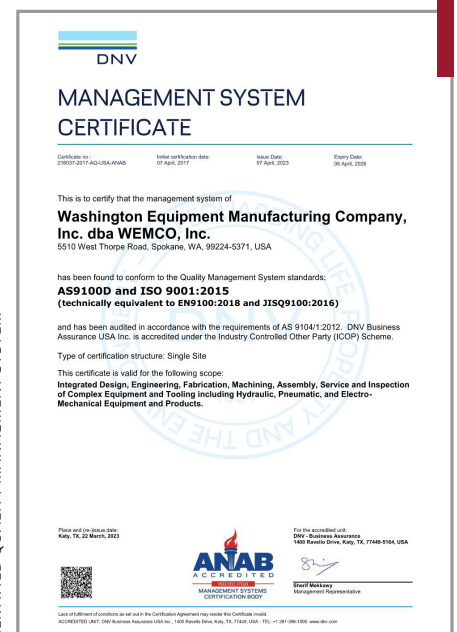 DNV
MANAGEMENT SYSTEM
CERTIFICATE
Certificate no.:
216037-2017-AQ-USA-ANAB
Initial certification date:
07 April, 2017
Issue Date:
07 April, 2023
Expiry Date:
06 April, 2026
This is to certify that the management system of
Washington Equipment Manufacturing Company,
Inc. dba WEMCO, Inc.
5510 West Thorpe Road, Spokane, WA, 99224-5371, USA
has been found to conform to the Quality Management System standards:
AS9100D and ISO 9001:2015
(technically equivalent to EN9100:2018 and JISQ9100:2016)
and has been audited in accordance with the requirements of AS 9104/1:2012. DNV Business
Assurance USA Inc. is accredited under the Industry Controlled Other Party (ICOP) Scheme.
Type of certification structure: Single Site
This certificate is valid for the following scope:
Integrated Design, Engineering, Fabrication, Machining, Assembly, Service and Inspection
of Complex Equipment and Tooling including Hydraulic, Pneumatic, and Electro-
Mechanical Equipment and Products.
Place and (re-)issue date:
Katy, TX, 22 March, 2023
ANAB
ACCREDITED
ISO/IEC 17021
MANAGEMENT SYSTEMS
CERTIFICATION BODY
For the accredited unit:
DNV - Business Assurance
1400 Ravello Drive, Katy, TX, 77449-5164, USA
Sherif Mekkawy
Management Representative
Lack of fulfilment of conditions as set out in the Certification Agreement may render this Certificate invalid.
ACCREDITED UNIT: DNV Business Assurance USA Inc., 1400 Ravello Drive, Katy, TX, 77449, USA - TEL: +1 281-396-1000. www.dnv.com